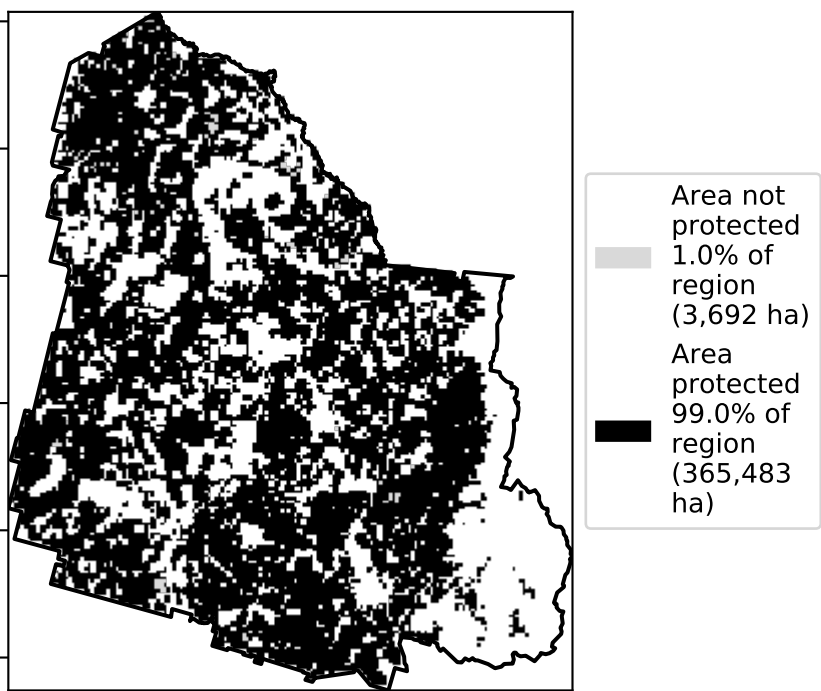 Area not
protected
1.0% of
region
(3,692 ha)
Area
protected
99.0% of
region
(365,483
ha)